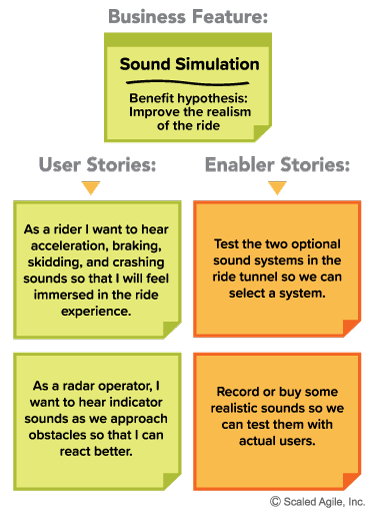 Business Feature:
Sound Simulation
Benefit hypothesis:
Improve the realism
of the ride
User Stories:
Enabler Stories:
As a rider I want to hear
acceleration, braking,
skidding, and crashing
sounds so that I will feel
immersed in the ride
experience.
Test the two optional
sound systems in the
ride tunnel so we can
select a system.
As a radar operator, I
want to hear indicator
sounds as we approach
obstacles so that I can
react better.
Record or buy some
realistic sounds so we
can test them with
actual users.
© Scaled Agile, Inc.